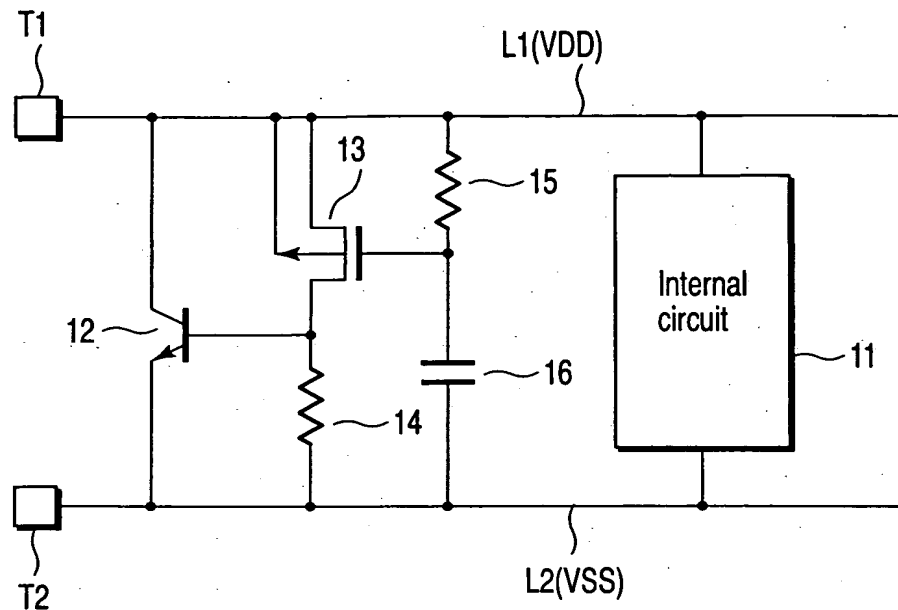 T1
L1(VDD)
13
15
Internal
circuit
12
11
16
14
T2
L2(VSS)